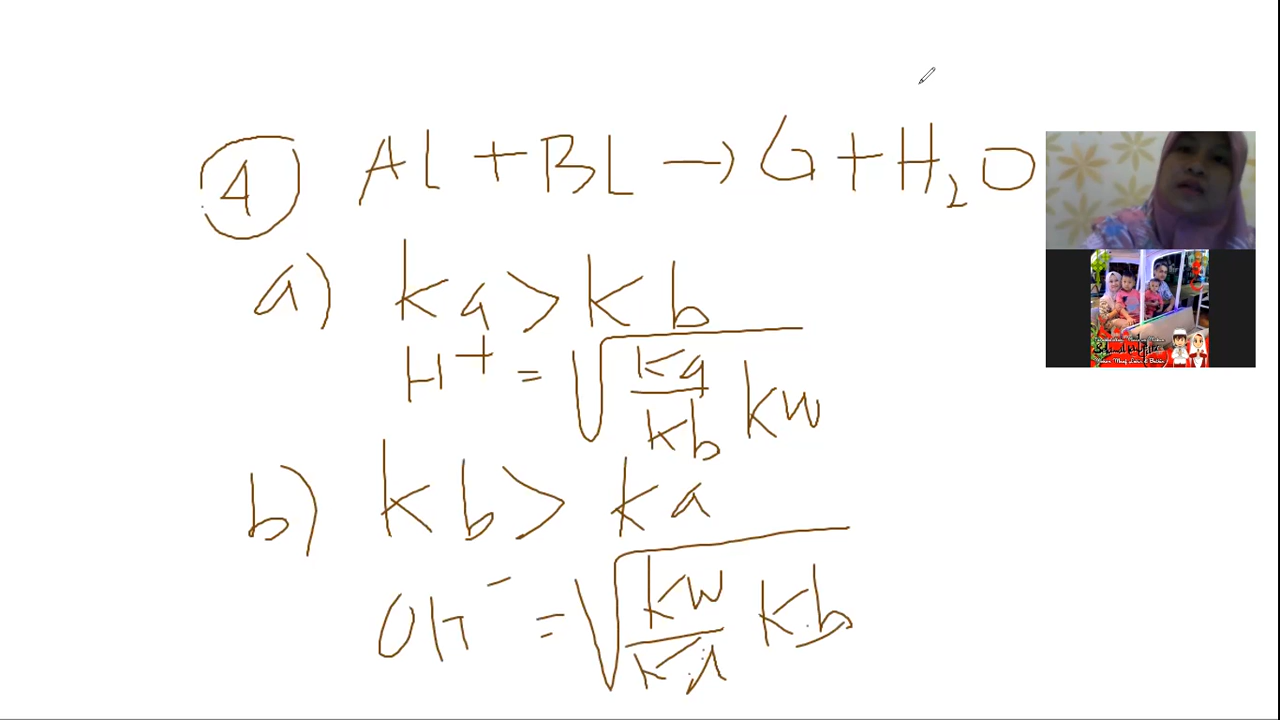 4 AL + BL → G + H₂O
a) Ka > Kb
H⁺ = √(Ka/Kb Kw)
b) Kb > Ka
OH⁻ = √(Kw/Ka Kb)